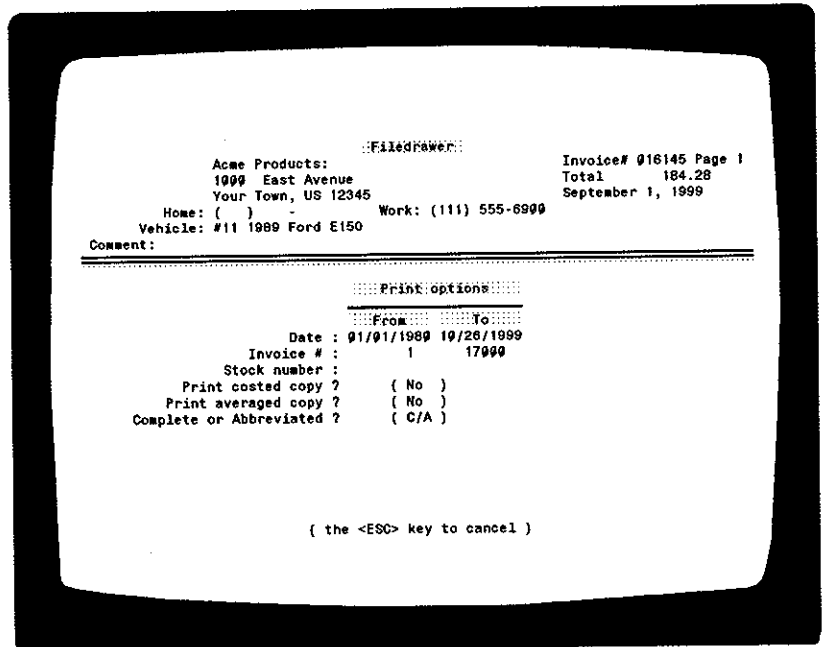 Filedrawer
Acme Products: Invoice# 016145 Page 1
1000 East Avenue Total 184.28
Your Town, US 12345 September 1, 1999
Home: ( ) - Work: (111) 555-6900
Vehicle: #11 1989 Ford E150
Comment:
Print options
From To
Date : 01/01/1980 10/26/1999
Invoice # : 1 17000
Stock number :
Print costed copy ? ( No )
Print averaged copy ? ( No )
Complete or Abbreviated ? ( C/A )
( the <ESC> key to cancel )